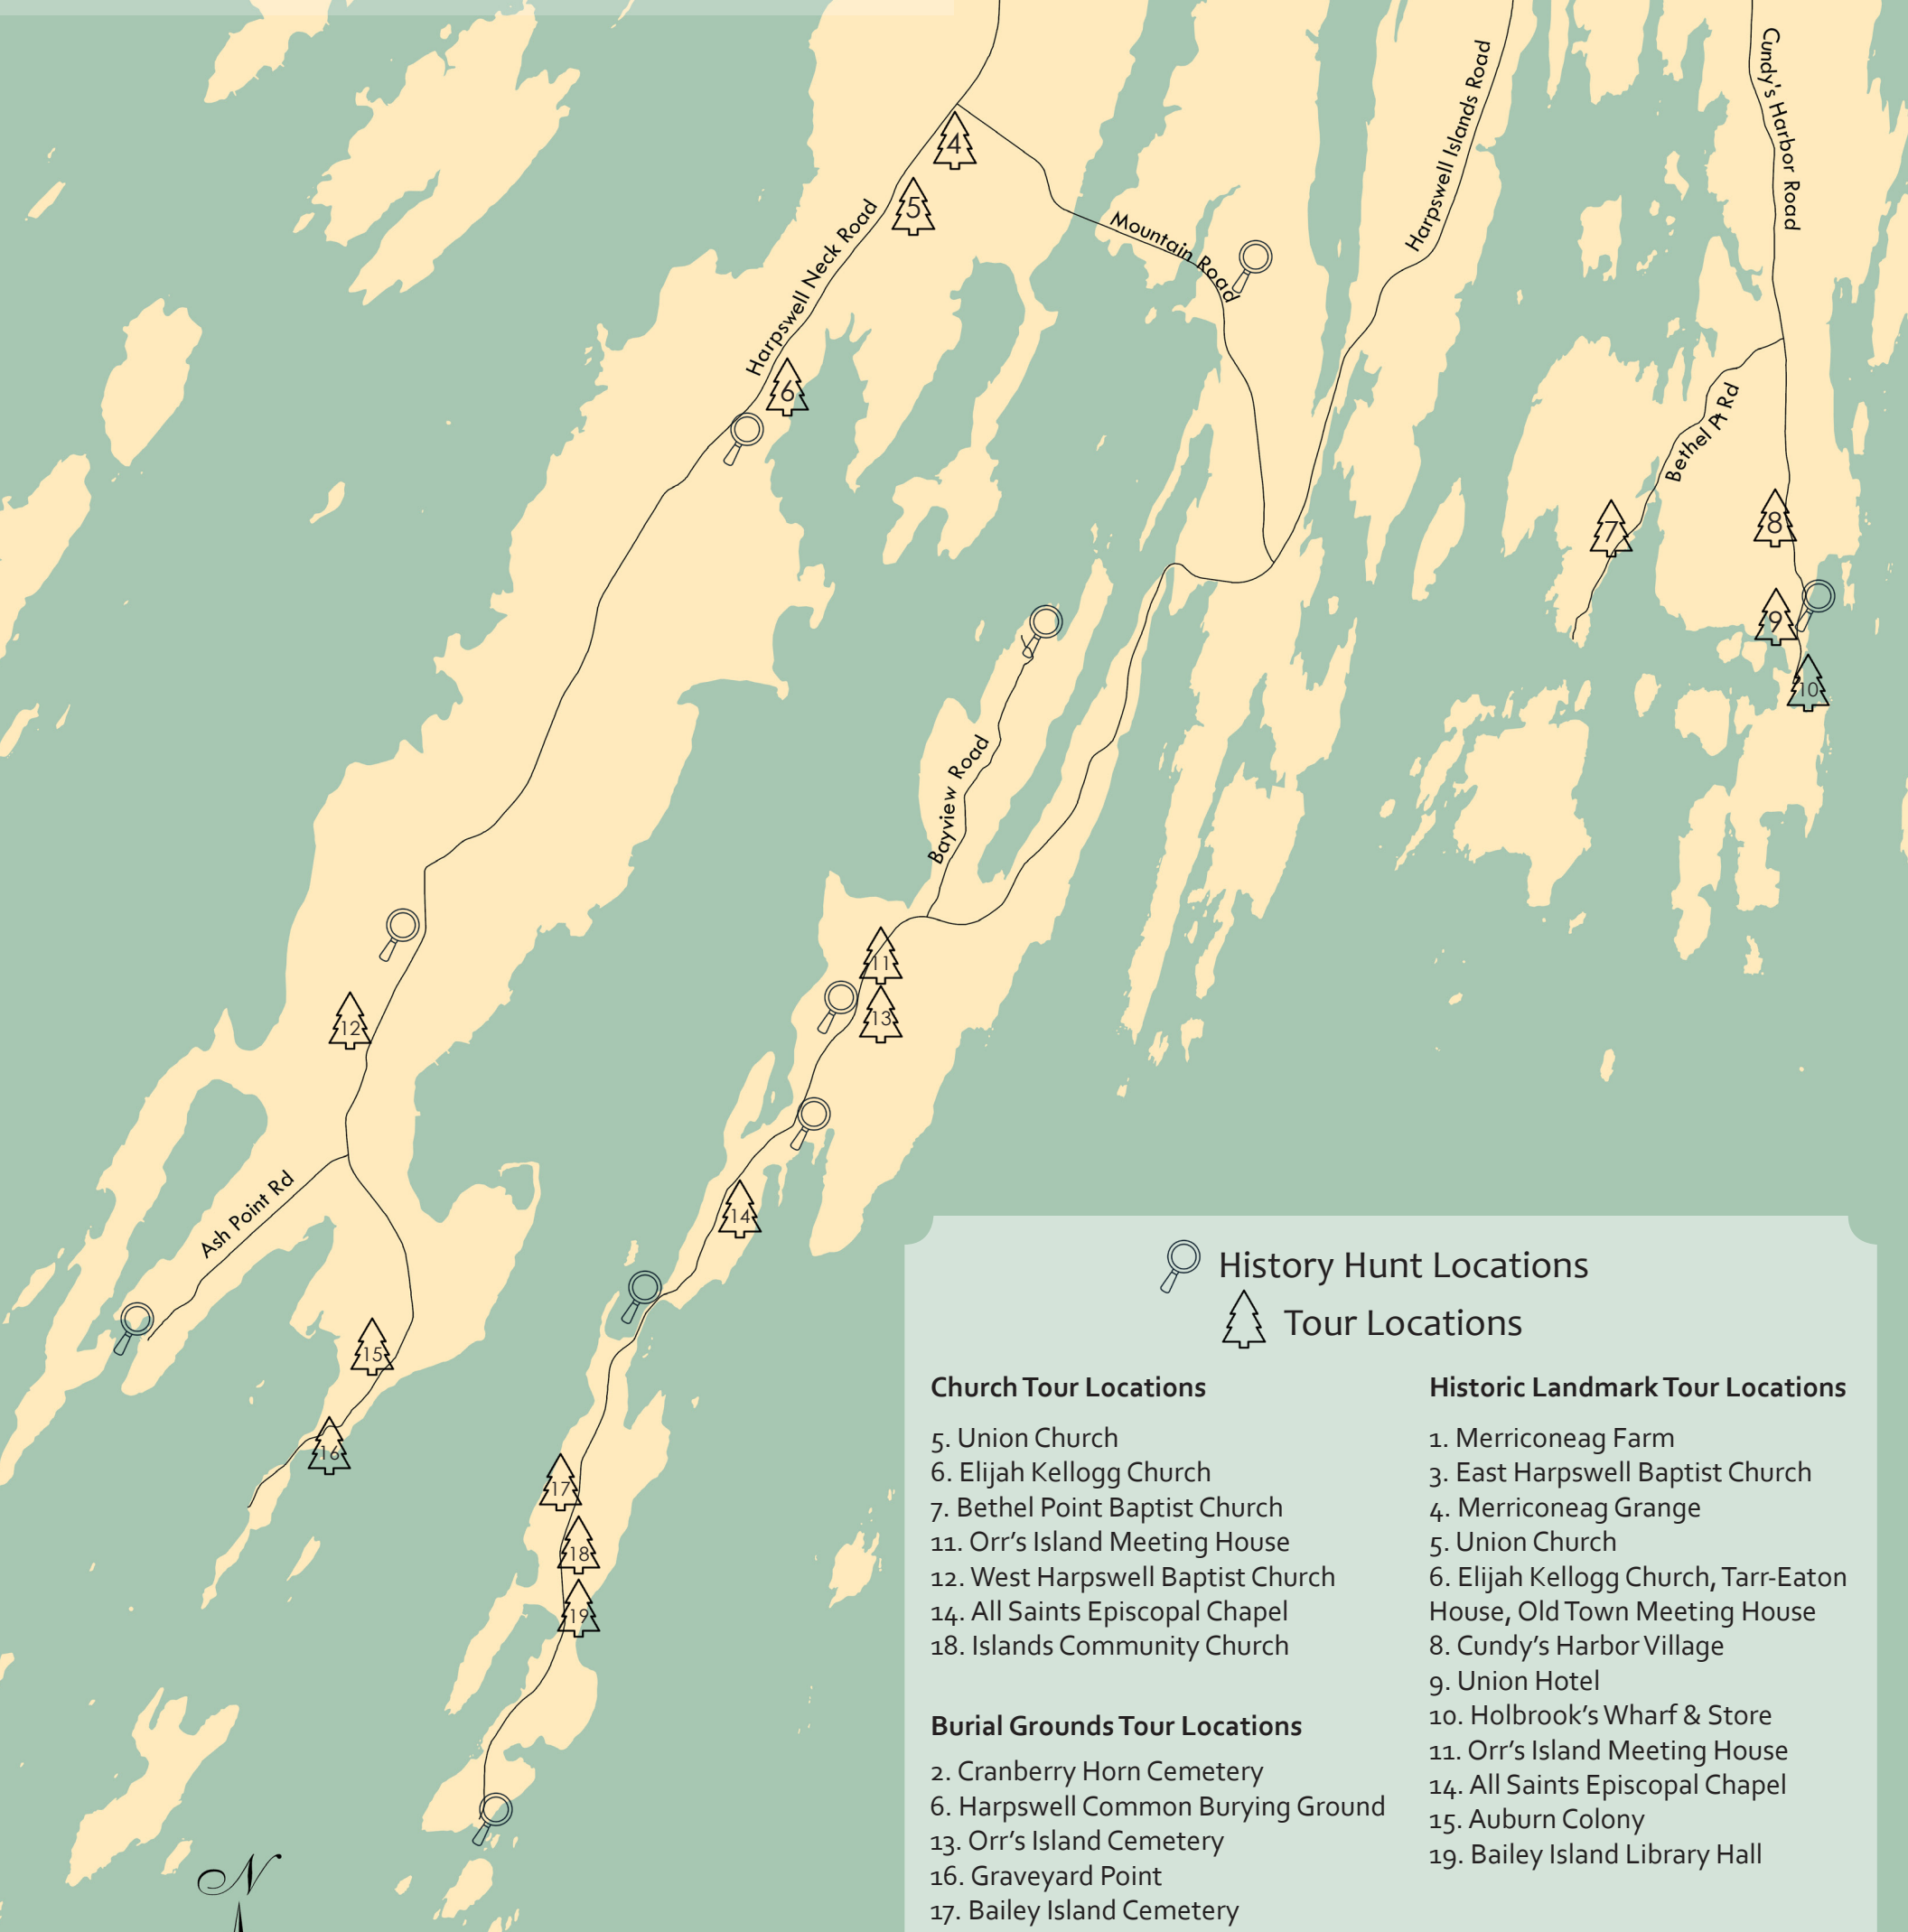 Cundy's Harbor Road
Harpswell Islands Road
4
5
Harpswell Neck Road
Mountain Road
6
Bethel Pt Rd
7
8
9
10
Bayview Road
11
13
12
14
Ash Point Rd
15
16
17
18
19
N
History Hunt Locations
Tour Locations
Church Tour Locations
5. Union Church
6. Elijah Kellogg Church
7. Bethel Point Baptist Church
11. Orr's Island Meeting House
12. West Harpswell Baptist Church
14. All Saints Episcopal Chapel
18. Islands Community Church
Burial Grounds Tour Locations
2. Cranberry Horn Cemetery
6. Harpswell Common Burying Ground
13. Orr's Island Cemetery
16. Graveyard Point
17. Bailey Island Cemetery
Historic Landmark Tour Locations
1. Merriconeag Farm
3. East Harpswell Baptist Church
4. Merriconeag Grange
5. Union Church
6. Elijah Kellogg Church, Tarr-Eaton
House, Old Town Meeting House
8. Cundy's Harbor Village
9. Union Hotel
10. Holbrook's Wharf & Store
11. Orr's Island Meeting House
14. All Saints Episcopal Chapel
15. Auburn Colony
19. Bailey Island Library Hall